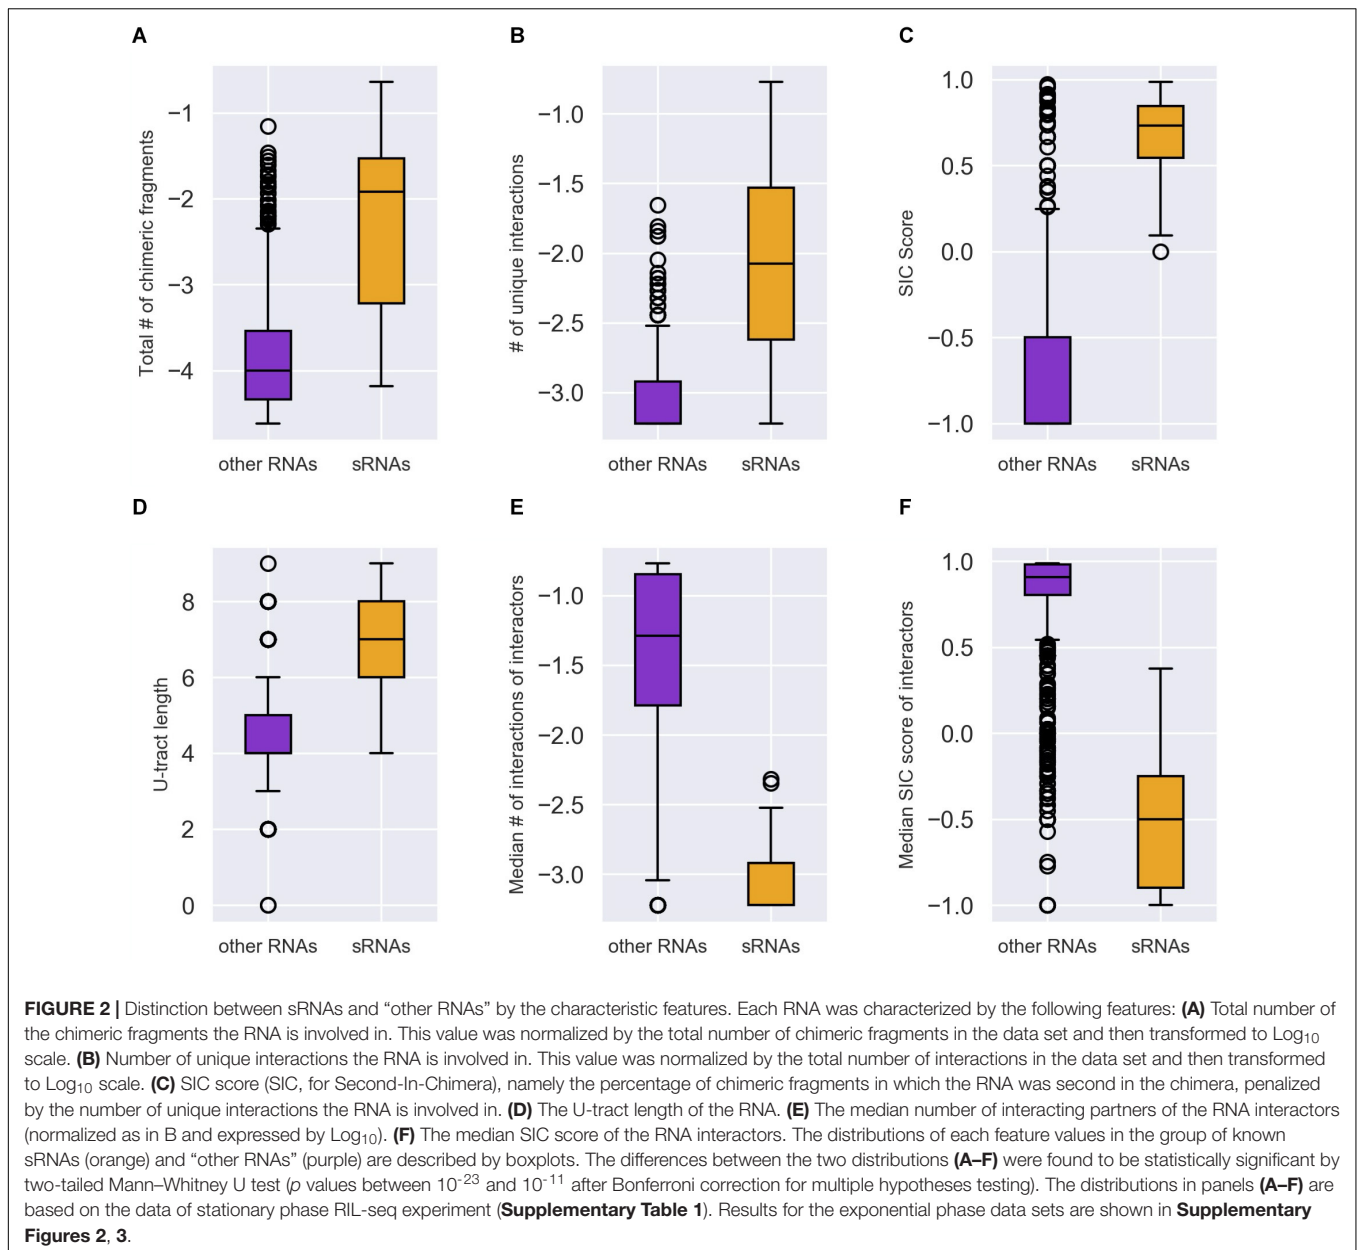 A
B
C
Total # of chimeric fragments
−1
−2
−3
−4
other RNAs
sRNAs
# of unique interactions
−1.0
−1.5
−2.0
−2.5
−3.0
other RNAs
sRNAs
SIC Score
1.0
0.5
0.0
−0.5
−1.0
other RNAs
sRNAs
D
E
F
U-tract length
8
6
4
2
0
other RNAs
sRNAs
Median # of interactions of interactors
−1.0
−1.5
−2.0
−2.5
−3.0
other RNAs
sRNAs
Median SIC score of interactors
1.0
0.5
0.0
−0.5
−1.0
other RNAs
sRNAs
FIGURE 2 | Distinction between sRNAs and “other RNAs” by the characteristic features. Each RNA was characterized by the following features: (A) Total number of
the chimeric fragments the RNA is involved in. This value was normalized by the total number of chimeric fragments in the data set and then transformed to Log10
scale. (B) Number of unique interactions the RNA is involved in. This value was normalized by the total number of interactions in the data set and then transformed
to Log10 scale. (C) SIC score (SIC, for Second-In-Chimera), namely the percentage of chimeric fragments in which the RNA was second in the chimera, penalized
by the number of unique interactions the RNA is involved in. (D) The U-tract length of the RNA. (E) The median number of interacting partners of the RNA interactors
(normalized as in B and expressed by Log10). (F) The median SIC score of the RNA interactors. The distributions of each feature values in the group of known
sRNAs (orange) and “other RNAs” (purple) are described by boxplots. The differences between the two distributions (A–F) were found to be statistically significant by
two-tailed Mann–Whitney U test (p values between 10-23 and 10-11 after Bonferroni correction for multiple hypotheses testing). The distributions in panels (A–F) are
based on the data of stationary phase RIL-seq experiment (Supplementary Table 1). Results for the exponential phase data sets are shown in Supplementary
Figures 2, 3.